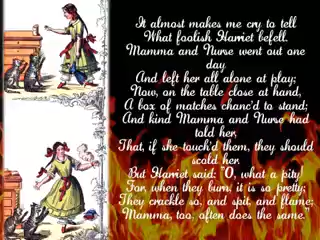 It almost makes me cry to tell
What foolish Harriet befell.
Mamma and Nurse went out one
day
And left her all alone at play;
Now, on the table close at hand,
A box of matches chanc'd to stand;
And kind Mamma and Nurse had
told her,
That, if she touch'd them, they should
scold her.
But Harriet said: "O, what a pity!
For, when they burn, it is so pretty;
They crackle so, and spit, and flame;
Mamma, too, often does the same."